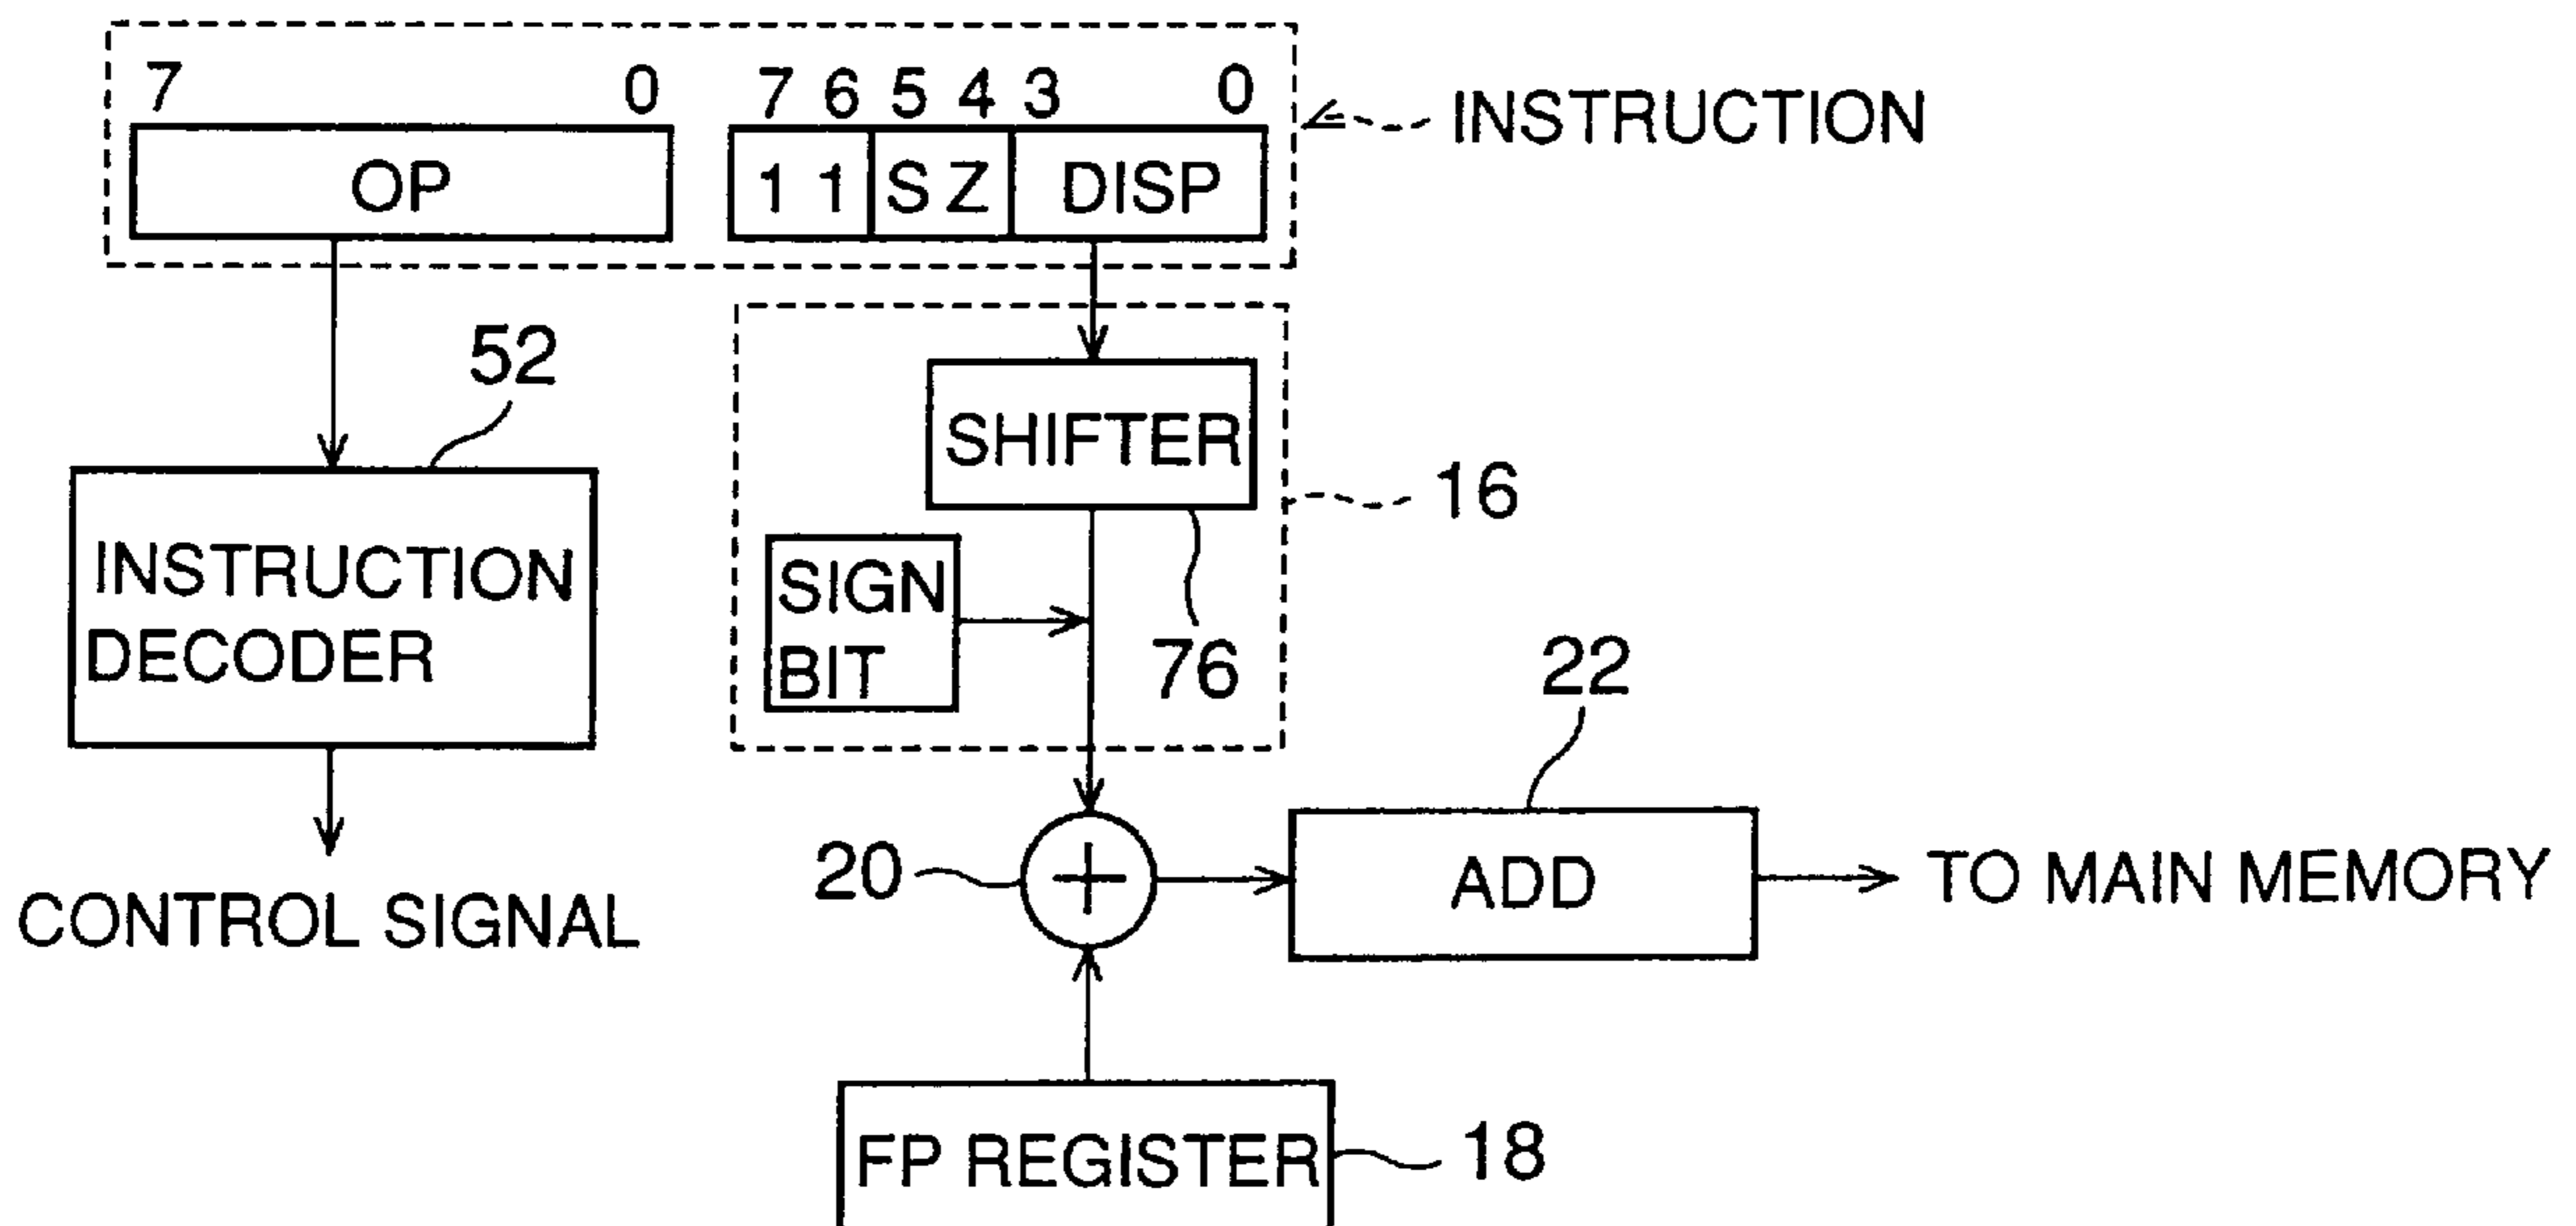 7 0 7 6 5 4 3 0
INSTRUCTION
OP 1 1 S Z DISP
52
SHIFTER
16
INSTRUCTION
DECODER
SIGN
BIT
76
22
20
+
ADD
TO MAIN MEMORY
CONTROL SIGNAL
FP REGISTER
18